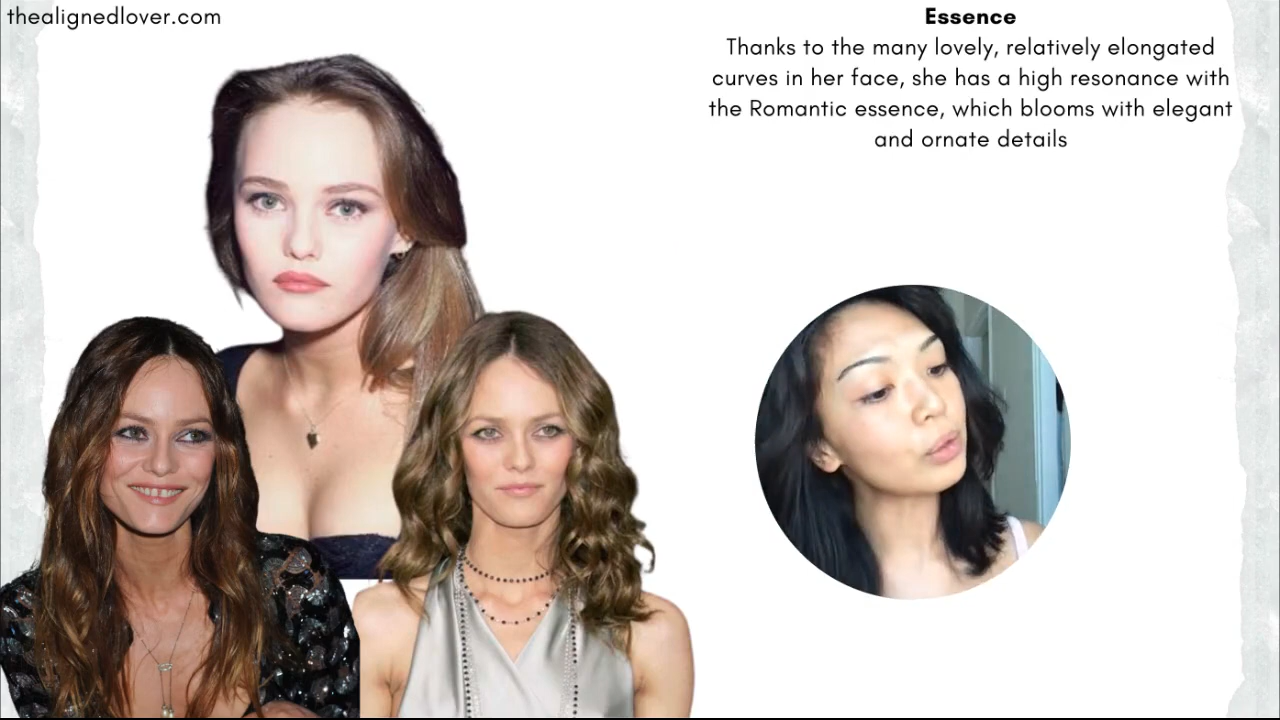 thealignedlover.com
Essence
Thanks to the many lovely, relatively elongated
curves in her face, she has a high resonance with
the Romantic essence, which blooms with elegant
and ornate details